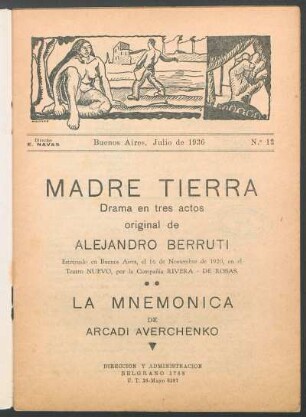 Director
E. NAVAS
Buenos Aires, Julio de 1936
N.º 12
MADRE TIERRA
Drama en tres actos
original de
ALEJANDRO BERRUTI
Estrenado en Buenos Aires, el 16 de Noviembre de 1920, en el
Teatro NUEVO, por la Compañía RIVERA - DE ROSAS.
LA MNEMONICA
DE
ARCADI AVERCHENKO
DIRECCION Y ADMINISTRACION
BELGRANO 1788
U. T. 38-Mayo